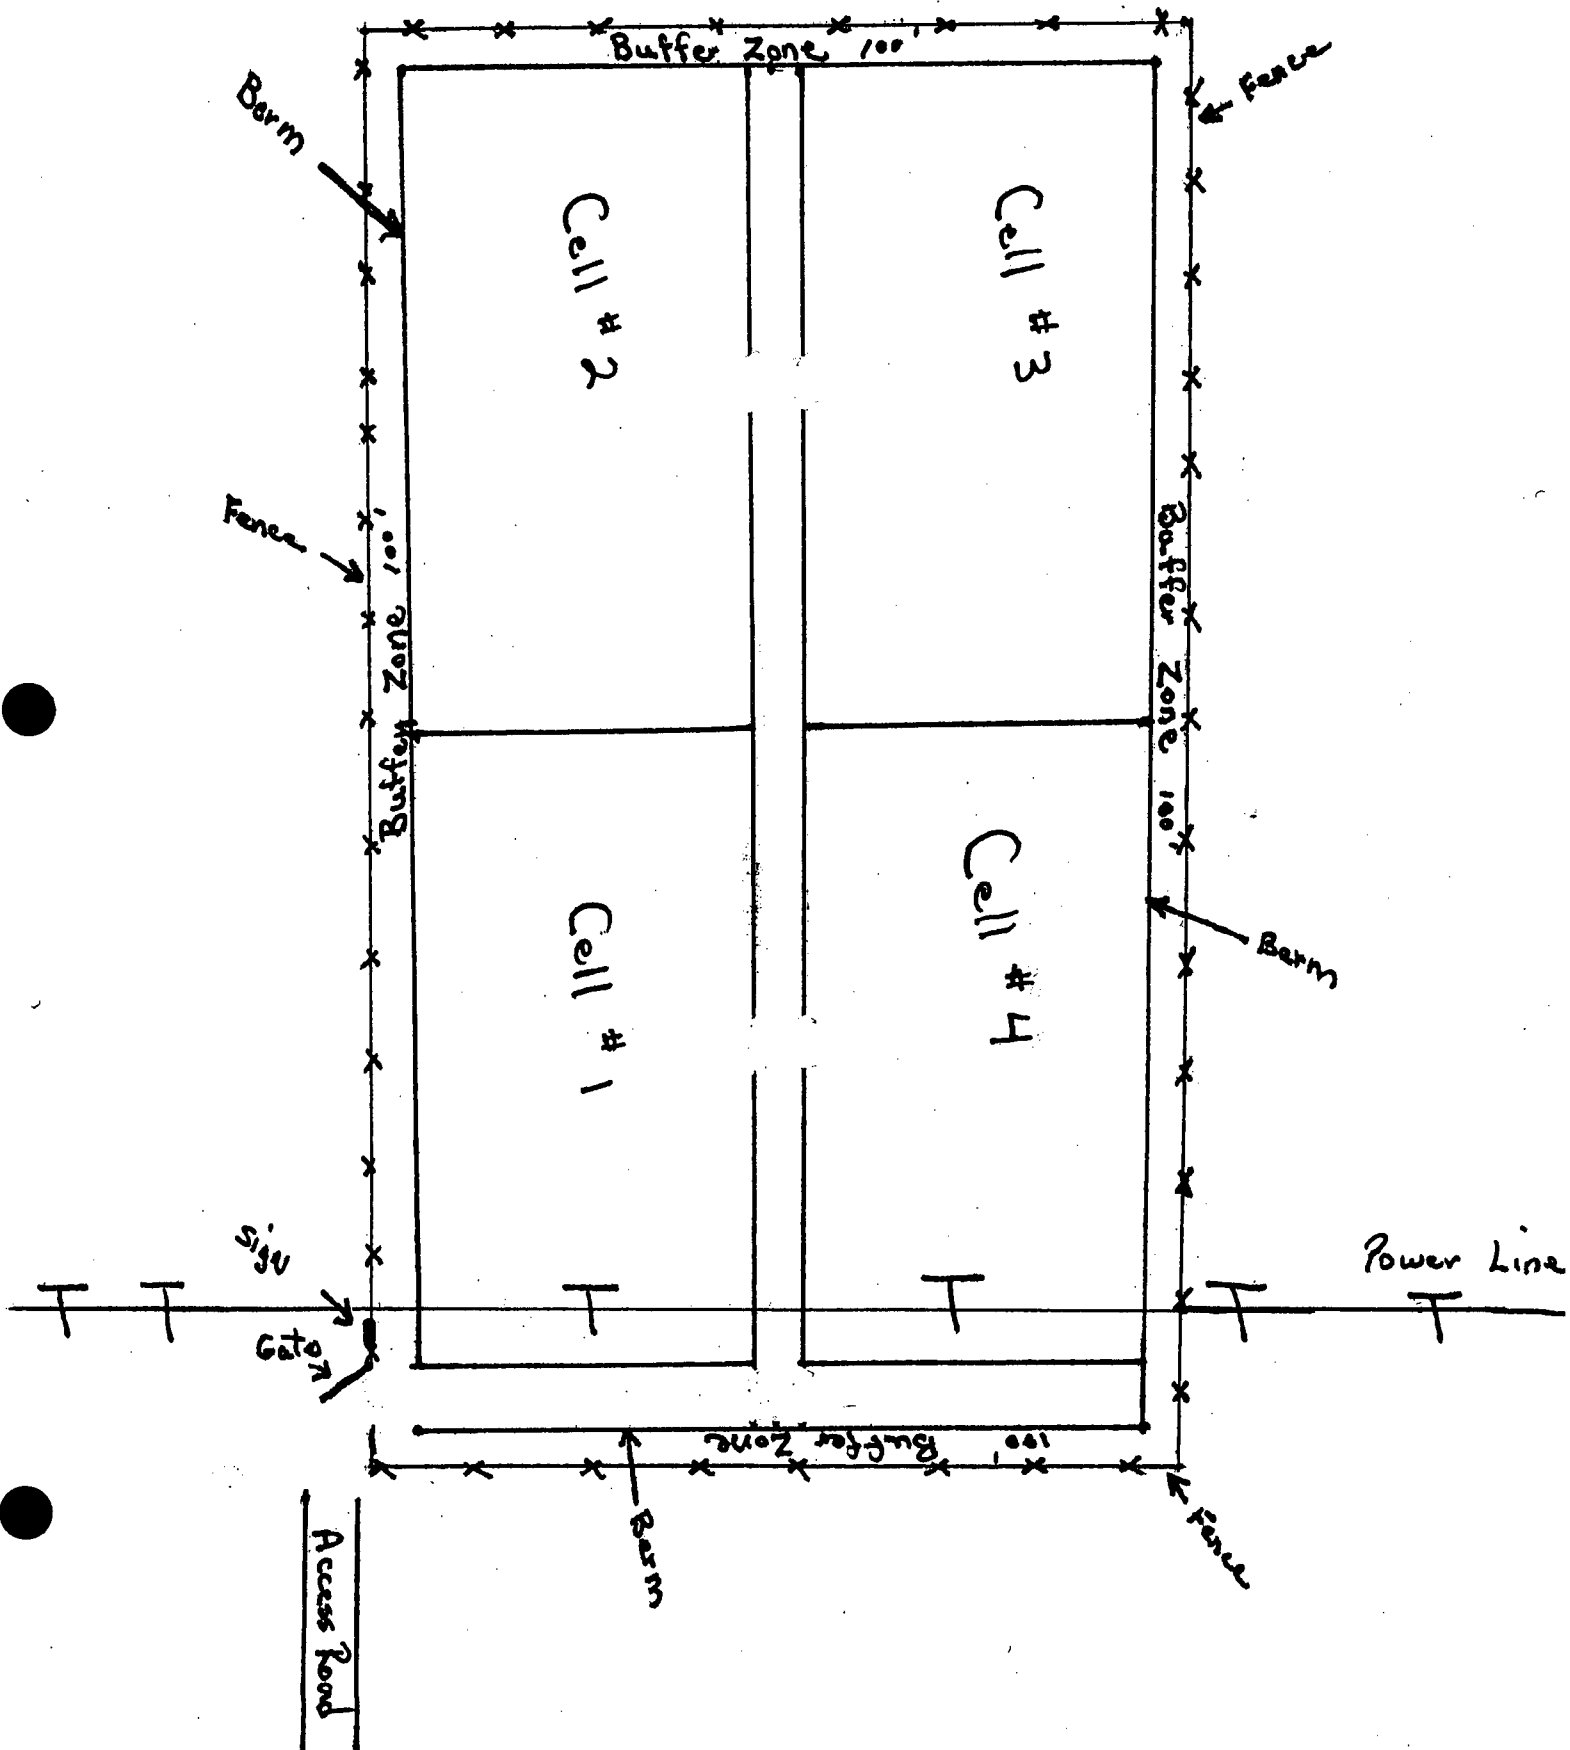 Buffer Zone 100'
Fence
Berm
Cell # 2
Cell # 3
Fence
Buffer Zone 100'
Buffer Zone 100'
Cell # 1
Cell # 4
Berm
Sign
Power Line
Gate
100' Buffer Zone
Berm
Fence
Access Road